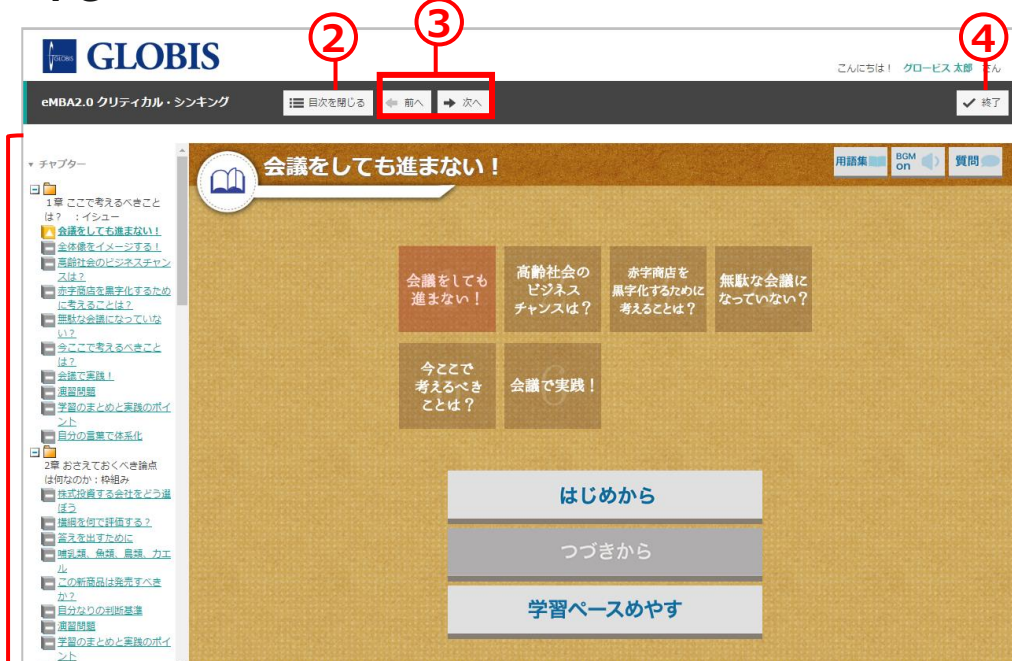 ②
③
④
GLOBIS
GLOBIS
こんにちは！ グロービス 太郎 さん
eMBA2.0 クリティカル・シンキング
目次を閉じる
前へ
次へ
終了
チャプター
1章 ここで考えるべきこと
は？ ：イシュー
会議をしても進まない！
全体像をイメージする！
高齢社会のビジネスチャン
スは？
赤字商店を黒字化するため
に考えることは？
無駄な会議になっていな
い？
今ここで考えるべきこと
は？
会議で実践！
演習問題
学習のまとめと実践のポイ
ント
自分の言葉で体系化
2章 おさえておくべき論点
は何なのか：枠組み
株式投資する会社をどう選
ぼう
横綱を何で評価する？
答えを出すために
哺乳類、魚類、鳥類、カエ
ル
この新商品は発売すべき
か？
自分なりの判断基準
演習問題
学習のまとめと実践のポイ
ント
会議をしても進まない！
用語集
BGM
on
質問
会議をしても
進まない！
高齢社会の
ビジネス
チャンスは？
赤字商店を
黒字化するために
考えることは？
無駄な会議に
なっていない？
今ここで
考えるべき
ことは？
会議で実践！
6
はじめから
つづきから
学習ペースめやす